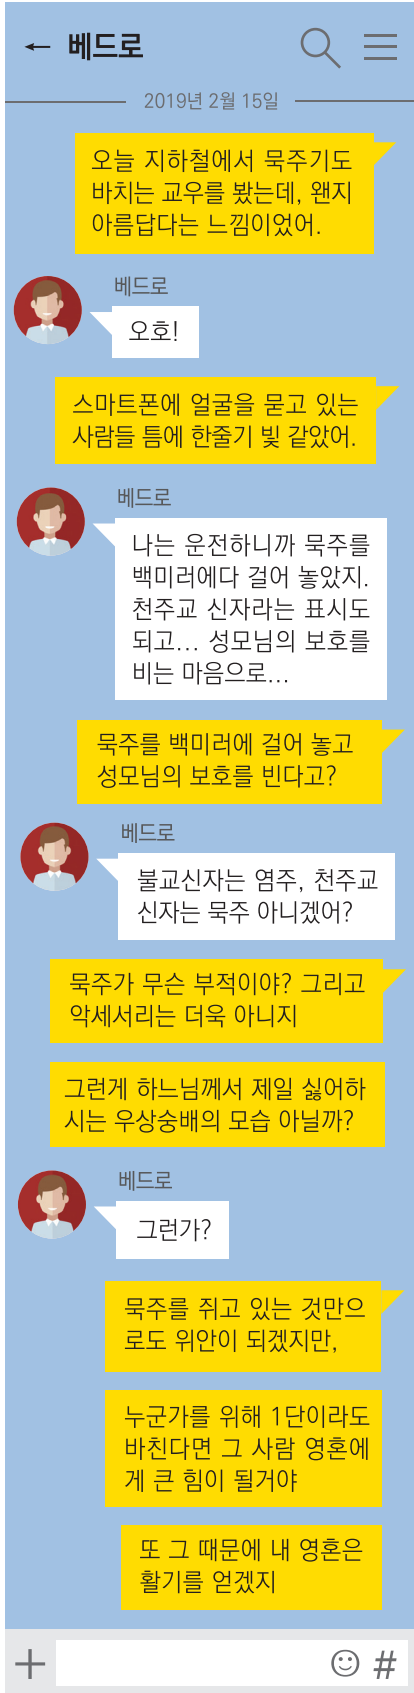 ← 베드로
2019년 2월 15일
오늘 지하철에서 묵주기도
바치는 교우를 봤는데, 왠지
아름답다는 느낌이었어.
베드로
오호!
스마트폰에 얼굴을 묻고 있는
사람들 틈에 한줄기 빛 같았어.
베드로
나는 운전하니까 묵주를
백미러에다 걸어 놓았지.
천주교 신자라는 표시도
되고... 성모님의 보호를
비는 마음으로...
묵주를 백미러에 걸어 놓고
성모님의 보호를 빈다고?
베드로
불교신자는 염주, 천주교
신자는 묵주 아니겠어?
묵주가 무슨 부적이야? 그리고
악세서리는 더욱 아니지
그런게 하느님께서 제일 싫어하
시는 우상숭배의 모습 아닐까?
베드로
그런가?
묵주를 쥐고 있는 것만으
로도 위안이 되겠지만,
누군가를 위해 1단이라도
바친다면 그 사람 영혼에
게 큰 힘이 될거야
또 그 때문에 내 영혼은
활기를 얻겠지
+ #